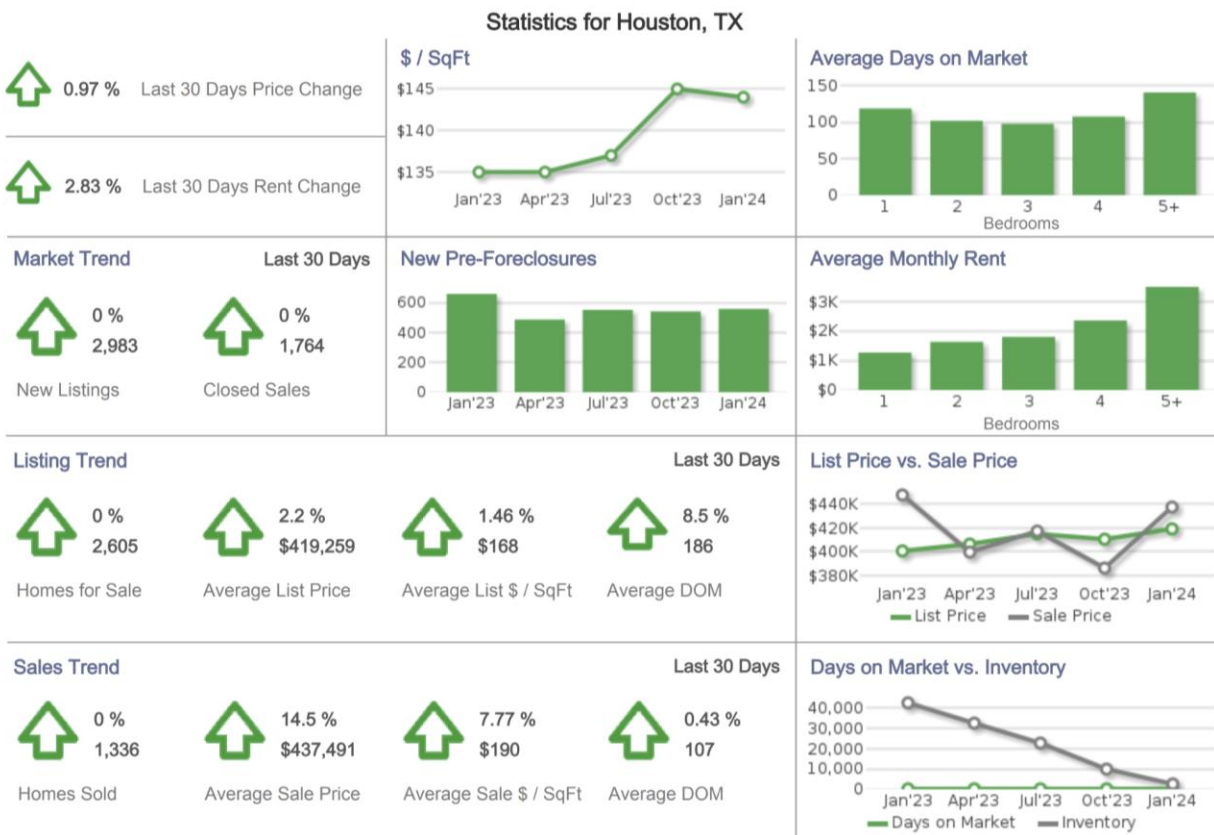 Statistics for Houston, TX
0.97 % Last 30 Days Price Change
2.83 % Last 30 Days Rent Change
$ / SqFt
$145
$140
$135
Jan'23 Apr'23 Jul'23 Oct'23 Jan'24
Average Days on Market
150
100
50
0
1 2 3 4 5+
Bedrooms
Market Trend Last 30 Days
0 % 0 %
2,983 1,764
New Listings Closed Sales
New Pre-Foreclosures
600
400
200
0
Jan'23 Apr'23 Jul'23 Oct'23 Jan'24
Average Monthly Rent
$3K
$2K
$1K
$0
1 2 3 4 5+
Bedrooms
Listing Trend Last 30 Days
0 % 2.2 % 1.46 % 8.5 %
2,605 $419,259 $168 186
Homes for Sale Average List Price Average List $ / SqFt Average DOM
List Price vs. Sale Price
$440K
$420K
$400K
$380K
Jan'23 Apr'23 Jul'23 Oct'23 Jan'24
List Price Sale Price
Sales Trend Last 30 Days
0 % 14.5 % 7.77 % 0.43 %
1,336 $437,491 $190 107
Homes Sold Average Sale Price Average Sale $ / SqFt Average DOM
Days on Market vs. Inventory
40,000
30,000
20,000
10,000
0
Jan'23 Apr'23 Jul'23 Oct'23 Jan'24
Days on Market Inventory